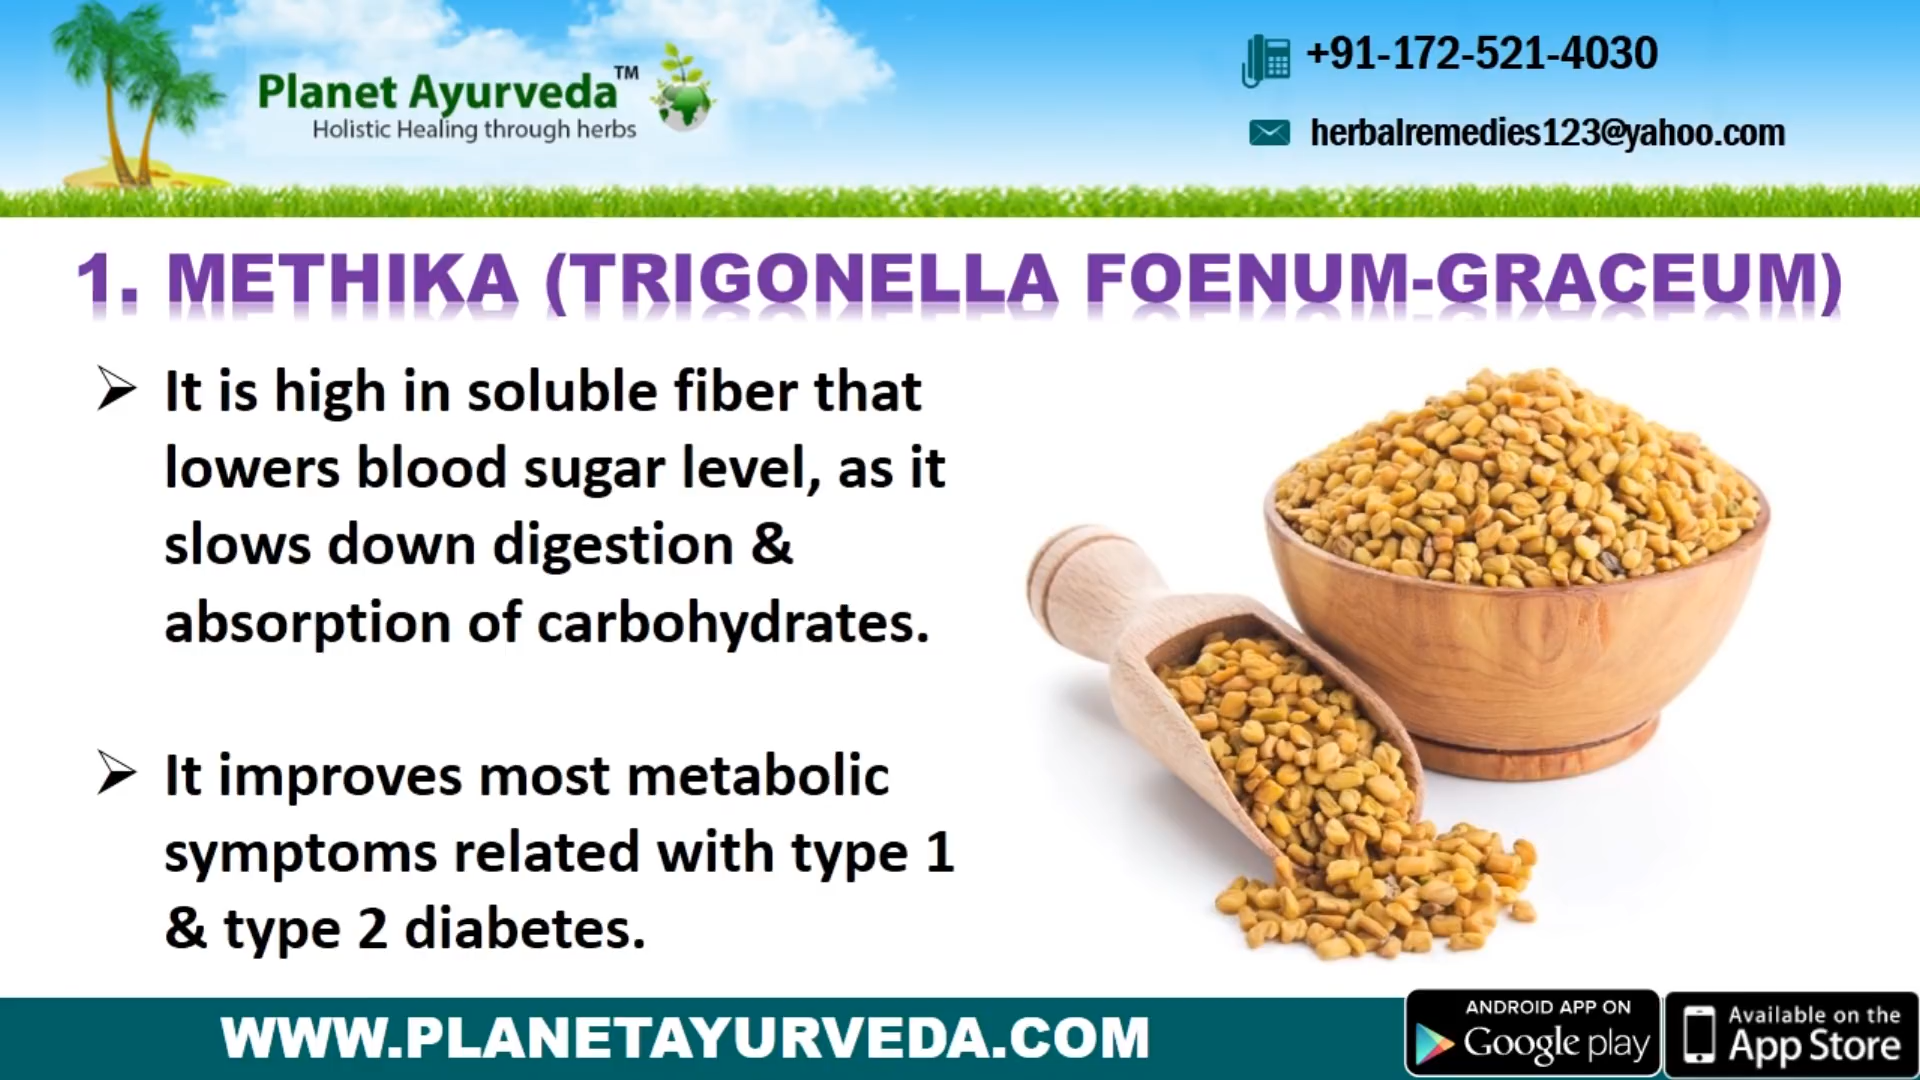 Planet Ayurveda™
Holistic Healing through herbs
+91-172-521-4030
herbalremedies123@yahoo.com
1. METHIKA (TRIGONELLA FOENUM-GRACEUM)
➢ It is high in soluble fiber that
lowers blood sugar level, as it
slows down digestion &
absorption of carbohydrates.
➢ It improves most metabolic
symptoms related with type 1
& type 2 diabetes.
WWW.PLANETAYURVEDA.COM
ANDROID APP ON
Google play
Available on the
App Store